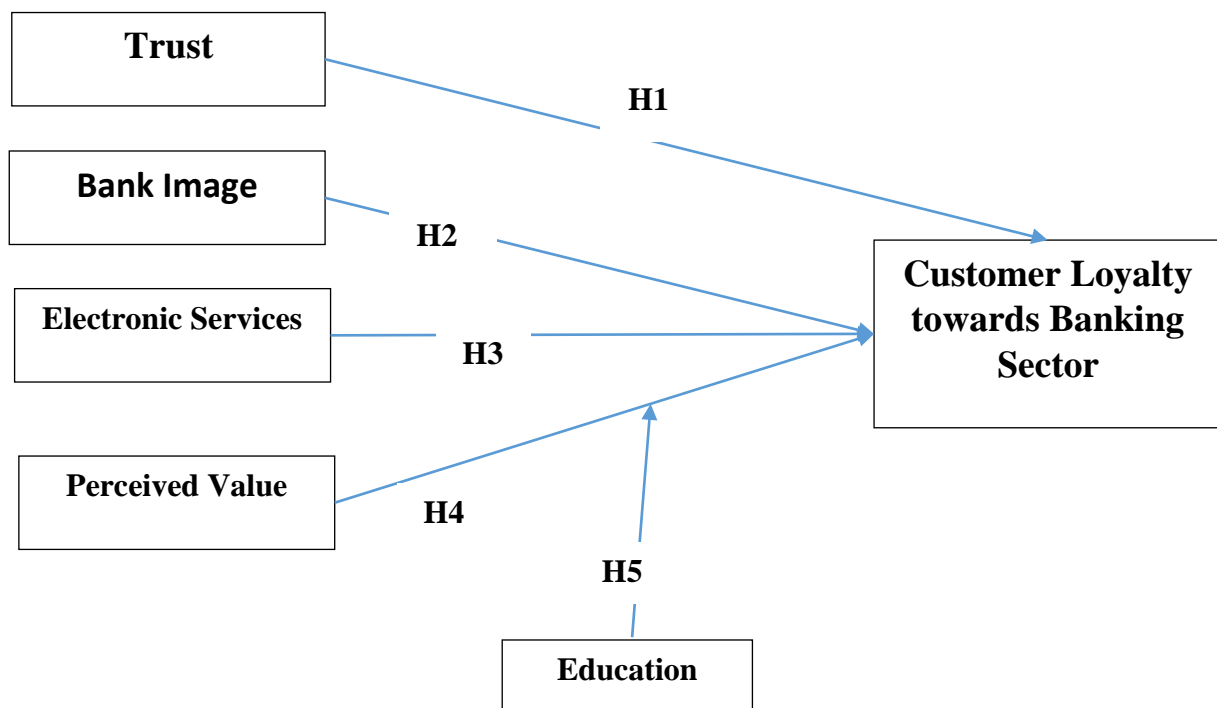 Trust
H1
Bank Image
H2
Customer Loyalty
towards Banking
Sector
Electronic Services
H3
Perceived Value
H4
H5
Education